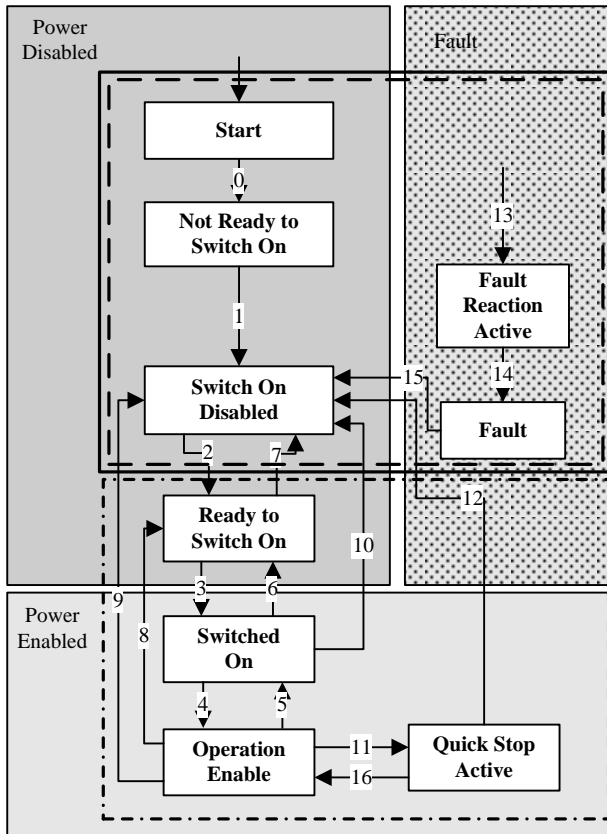 Power
Disabled
Fault
Start
0
Not Ready to
Switch On
13
1
Fault
Reaction
Active
14
15
Switch On
Disabled
Fault
2
7
12
Ready to
Switch On
10
3
6
9
8
Power
Enabled
Switched
On
4
5
Operation
Enable
11
16
Quick Stop
Active